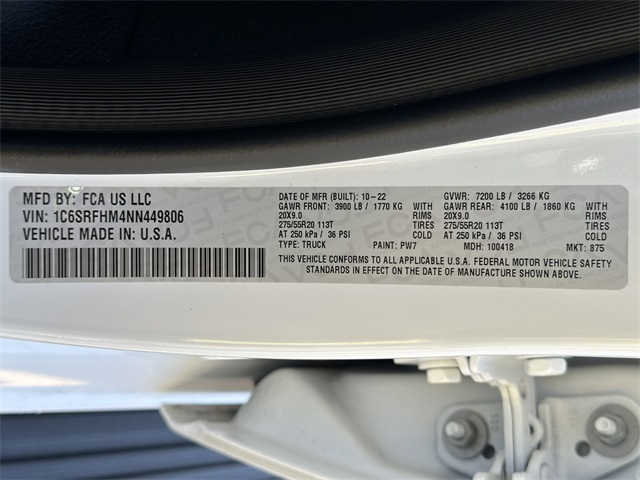 MFD BY: FCA US LLC
VIN: 1C6SRFHM4NN449806
VEHICLE MADE IN: U.S.A.
DATE OF MFR (BUILT): 10-22 GVWR: 7200 LB / 3266 KG
GAWR FRONT: 3900 LB / 1770 KG GAWR REAR: 4100 LB / 1860 KG
20X9.0 RIMS 20X9.0 RIMS
275/55R20 113T TIRES 275/55R20 113T TIRES
AT 250 kPa / 36 PSI COLD AT 250 kPa / 36 PSI COLD
TYPE: TRUCK PAINT: PW7 MDH: 100418 MKT: 875
THIS VEHICLE CONFORMS TO ALL APPLICABLE U.S.A. FEDERAL MOTOR VEHICLE SAFETY
STANDARDS IN EFFECT ON THE DATE OF MANUFACTURE SHOWN ABOVE.